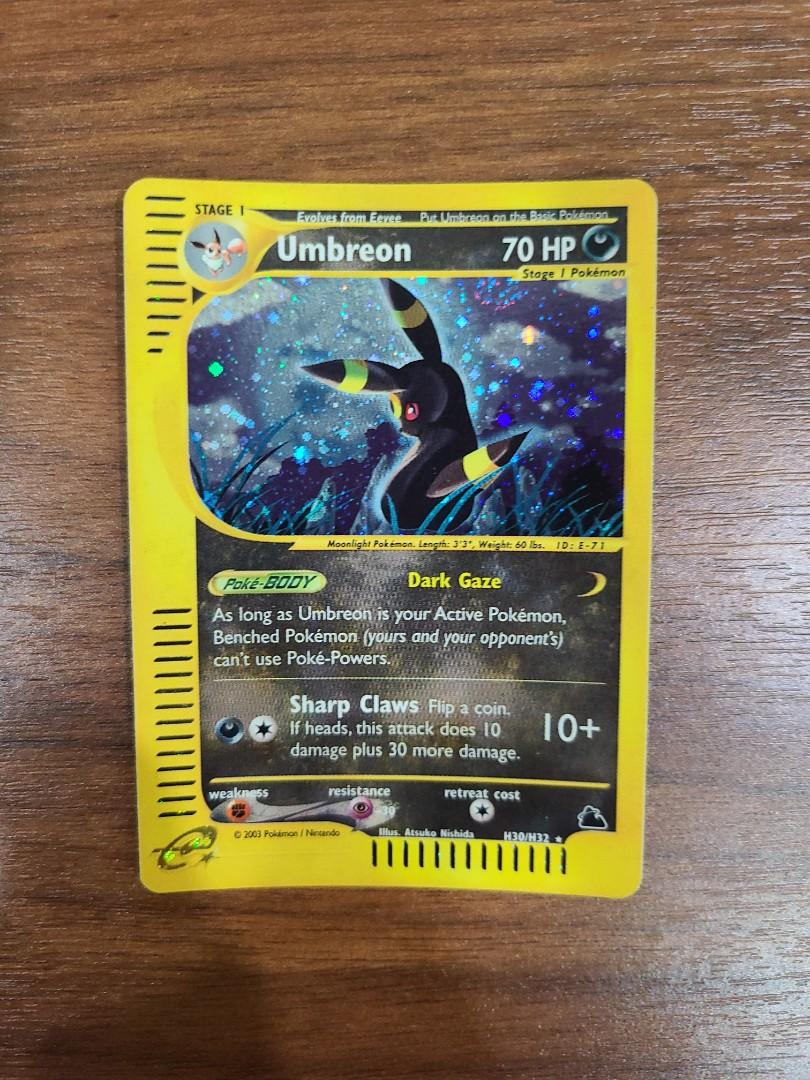 STAGE 1
Evolves from Eevee Put Umbreon on the Basic Pokémon
Umbreon 70 HP
Stage 1 Pokémon
Moonlight Pokémon. Length: 3'3", Weight: 60 lbs. ID: E-71
Poké-BODY Dark Gaze
As long as Umbreon is your Active Pokémon,
Benched Pokémon (yours and your opponent's)
can't use Poké-Powers.
Sharp Claws Flip a coin.
If heads, this attack does 10
damage plus 30 more damage.
10+
weakness resistance retreat cost
-30
© 2003 Pokémon / Nintendo Illus. Atsuko Nishida H30/H32
e